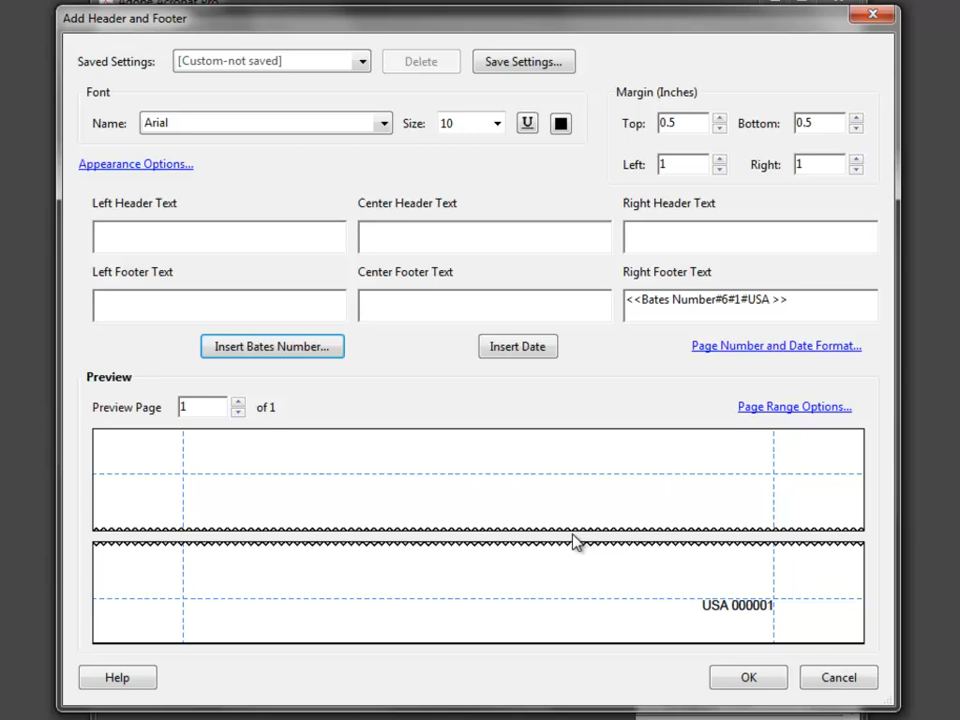 Add Header and Footer
Saved Settings: [Custom-not saved] Delete Save Settings...
Font
Name: Arial Size: 10 U
Margin (Inches)
Top: 0.5 Bottom: 0.5
Left: 1 Right: 1
Appearance Options...
Left Header Text Center Header Text Right Header Text
Left Footer Text Center Footer Text Right Footer Text
<<Bates Number#6#1#USA >>
Insert Bates Number... Insert Date Page Number and Date Format...
Preview
Preview Page 1 of 1 Page Range Options...
USA 000001
Help OK Cancel